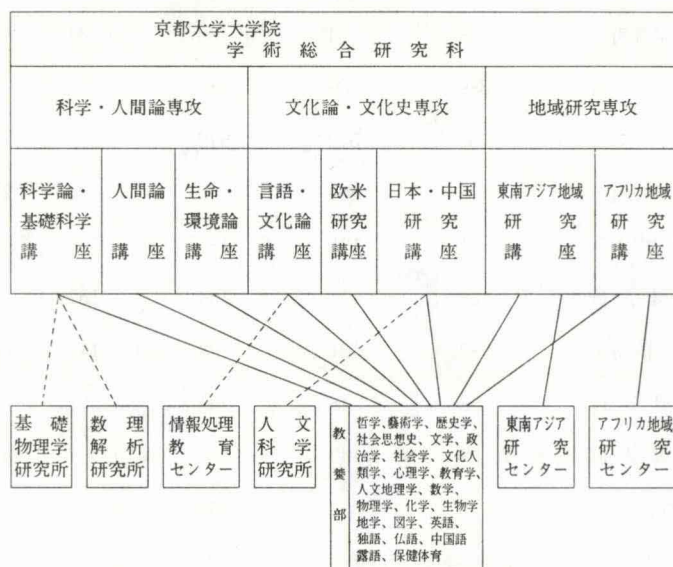 京都大学大学院
学術総合研究科
科学・人間論専攻
文化論・文化史専攻
地域研究専攻
科学論・
基礎科学
講座
人間論
講座
生命・
環境論
講座
言語・
文化論
講座
欧米
研究
講座
日本・中国
研究
講座
東南アジア地域
研究
講座
アフリカ地域
研究
講座
基礎
物理学
研究所
数理
解析
研究所
情報処理
教育
センター
人文
科学
研究所
教養部
哲学、藝術学、歴史学、
社会思想史、文学、政
治学、社会学、文化人
類学、心理学、教育学、
人文地理学、数学、
物理学、化学、生物学
地学、図学、英語、
独語、仏語、中国語
露語、保健体育
東南アジア
研究
センター
アフリカ地域
研究
センター